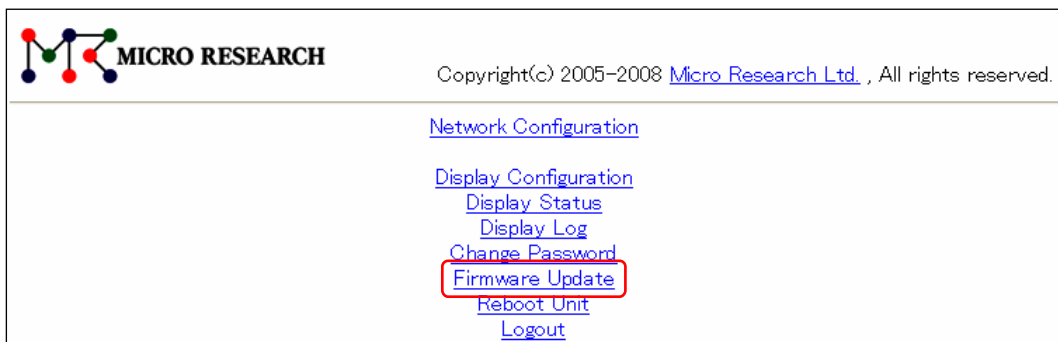 MICRO RESEARCH
Copyright(c) 2005-2008 Micro Research Ltd. , All rights reserved.
Network Configuration
Display Configuration
Display Status
Display Log
Change Password
Firmware Update
Reboot Unit
Logout